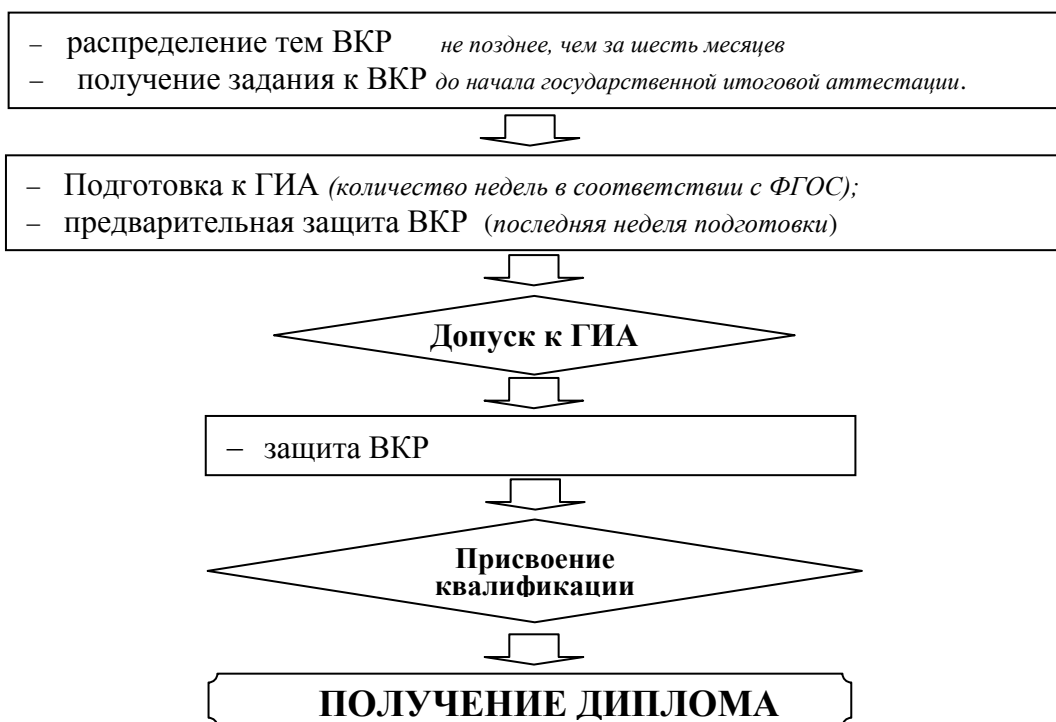 – распределение тем ВКР не позднее, чем за шесть месяцев
– получение задания к ВКР до начала государственной итоговой аттестации.
– Подготовка к ГИА (количество недель в соответствии с ФГОС);
– предварительная защита ВКР (последняя неделя подготовки)
Допуск к ГИА
– защита ВКР
Присвоение
квалификации
ПОЛУЧЕНИЕ ДИПЛОМА